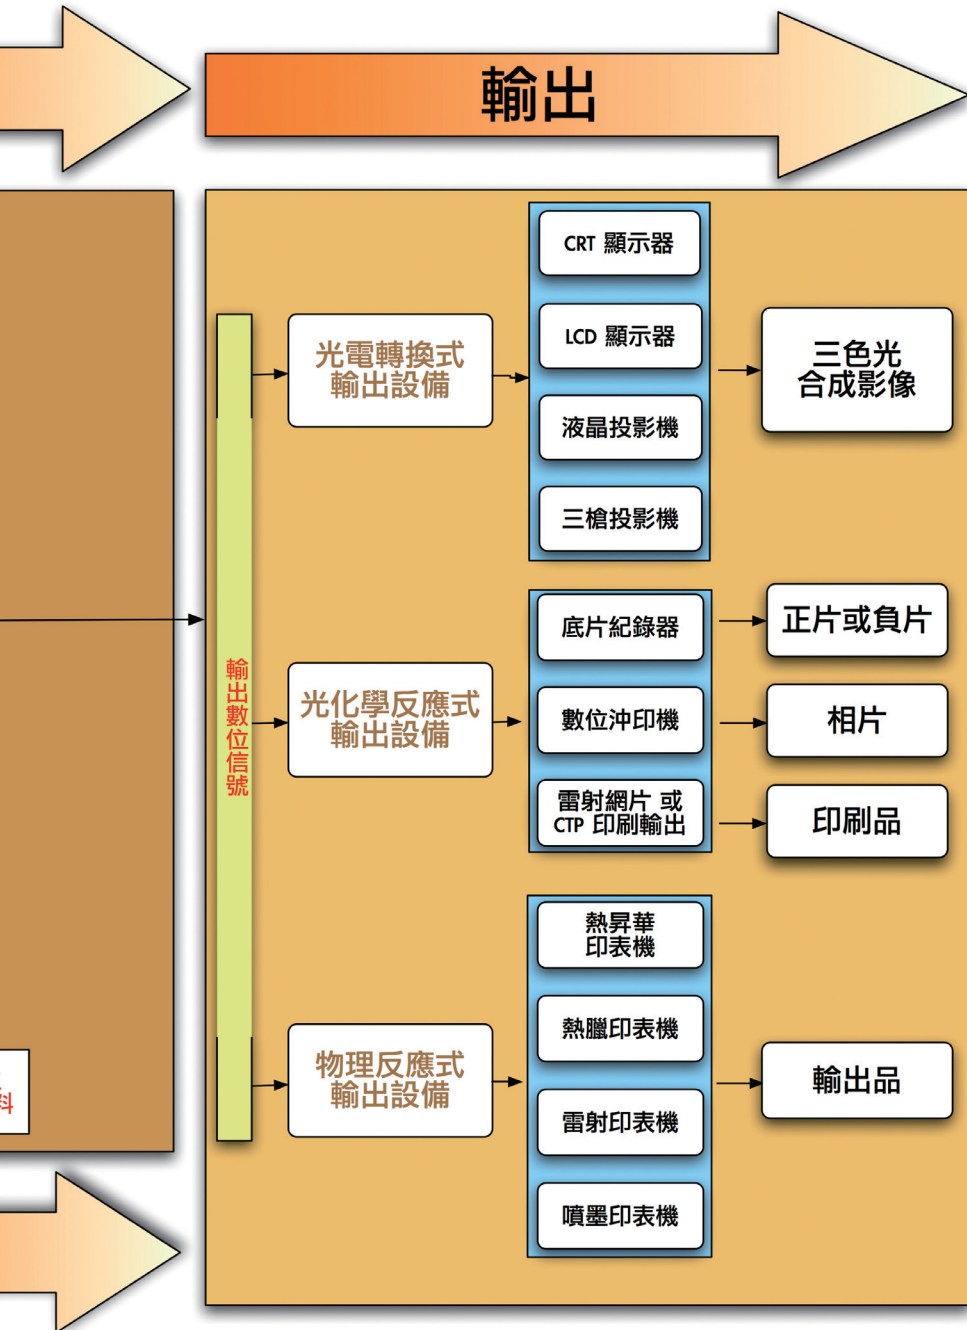 輸出
輸出數位信號
光電轉換式
輸出設備
CRT 顯示器
LCD 顯示器
液晶投影機
三槍投影機
三色光
合成影像
光化學反應式
輸出設備
底片紀錄器
正片或負片
數位沖印機
相片
雷射網片 或
CTP 印刷輸出
印刷品
物理反應式
輸出設備
熱昇華
印表機
熱臘印表機
雷射印表機
噴墨印表機
輸出品
料